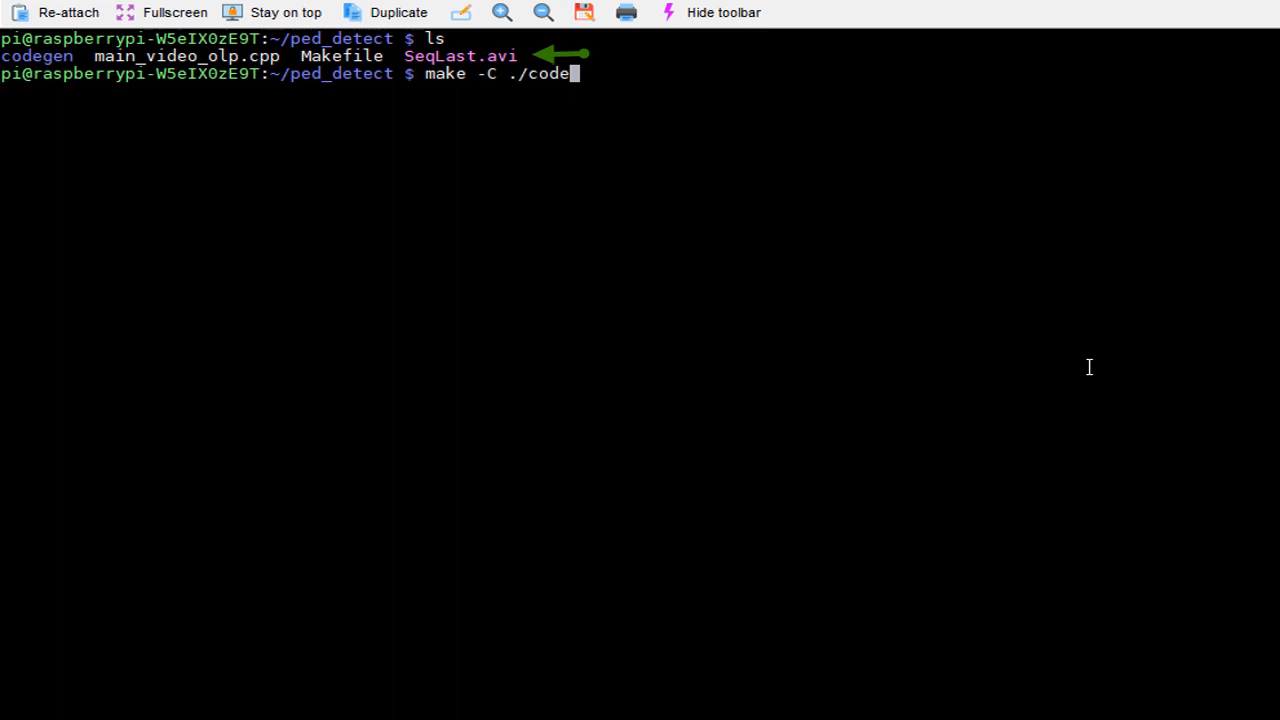 Re-attach Fullscreen Stay on top Duplicate Hide toolbar
pi@raspberrypi-W5eIX0zE9T:~/ped_detect $ ls
codegen  main_video_olp.cpp  Makefile  SeqLast.avi
pi@raspberrypi-W5eIX0zE9T:~/ped_detect $ make -C ./code